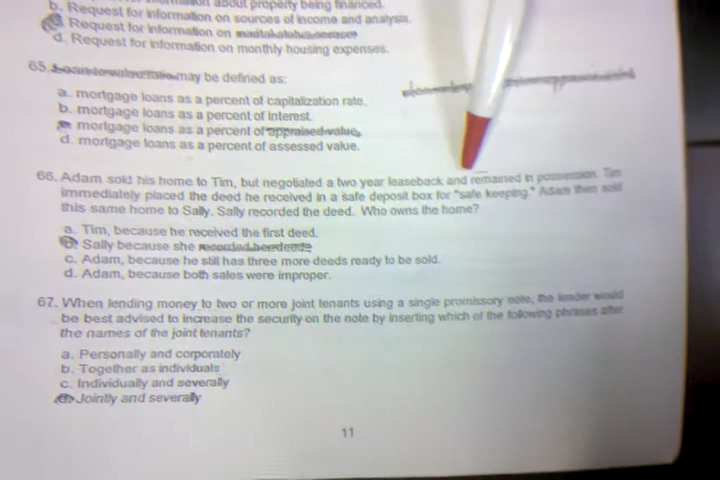 about property being financed.
b. Request for information on sources of income and analysis.
Request for information on
d. Request for information on monthly housing expenses.
65. Loan to value ratio may be defined as:
a. mortgage loans as a percent of capitalization rate.
b. mortgage loans as a percent of interest.
mortgage loans as a percent of appraised value.
d. mortgage loans as a percent of assessed value.
66. Adam sold his home to Tim, but negotiated a two year leaseback and remained in possession. Tim
immediately placed the deed he received in a safe deposit box for "safe keeping." Adam then sold
this same home to Sally. Sally recorded the deed. Who owns the home?
a. Tim, because he received the first deed.
b. Sally because she recorded her deed.
c. Adam, because he still has three more deeds ready to be sold.
d. Adam, because both sales were improper.
67. When lending money to two or more joint tenants using a single promissory note, the lender would
be best advised to increase the security on the note by inserting which of the following phrases after
the names of the joint tenants?
a. Personally and corporately
b. Together as individuals
c. Individually and severally
d. Jointly and severally
11